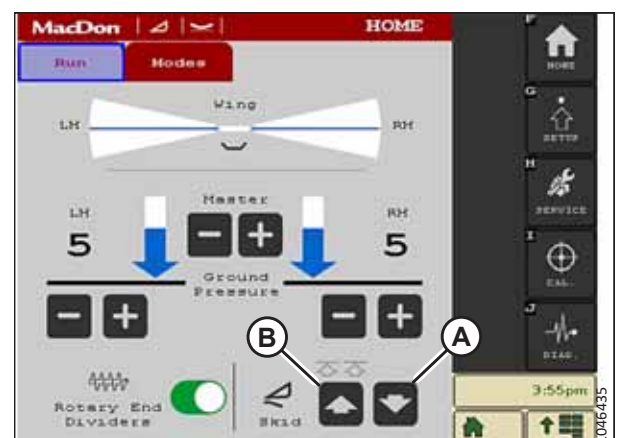 MacDon HOME
Run Modes
F
HOME
Wing
LH RH
G
SETUP
H
SERVICE
Master
LH RH
5 5
I
CAL.
Ground
Pressure
J
DIAG.
B A
Rotary End
Dividers
Skid
3:55pm
1046435